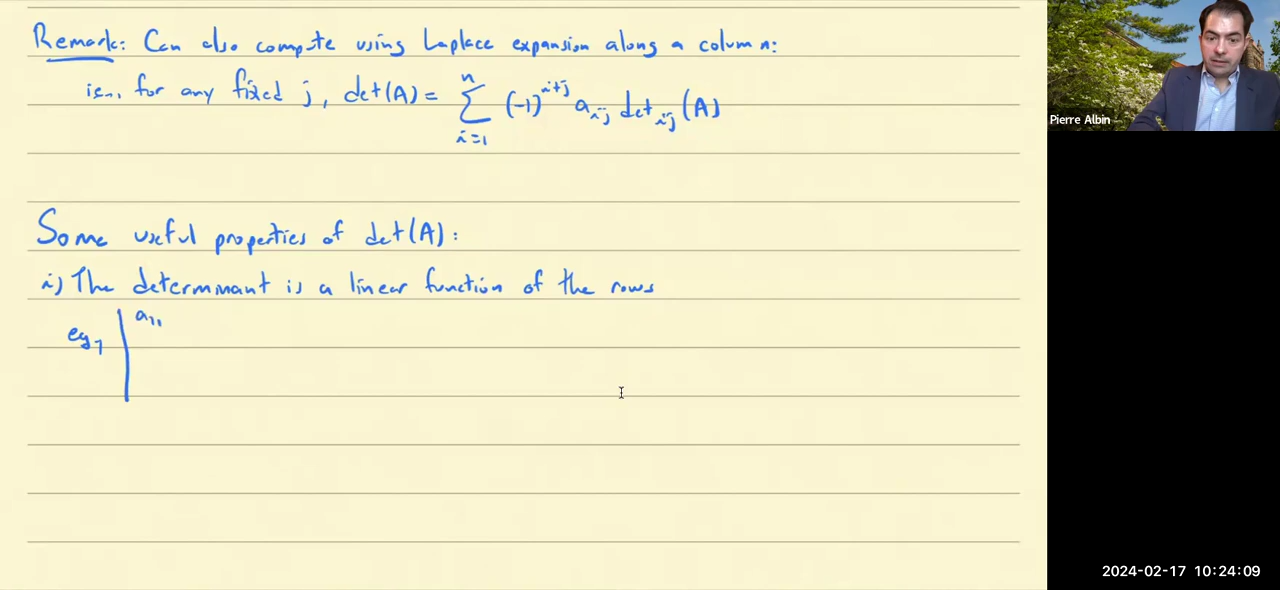 Remark: Can also compute using Laplace expansion along a column:
i.e., for any fixed j, det(A) = \sum_{i=1}^{n} (-1)^{i+j} a_{ij} det_{ij}(A)
Some useful properties of det(A):
i) The determinant is a linear function of the rows
eg, | a_{11}
Pierre Albin
2024-02-17 10:24:09